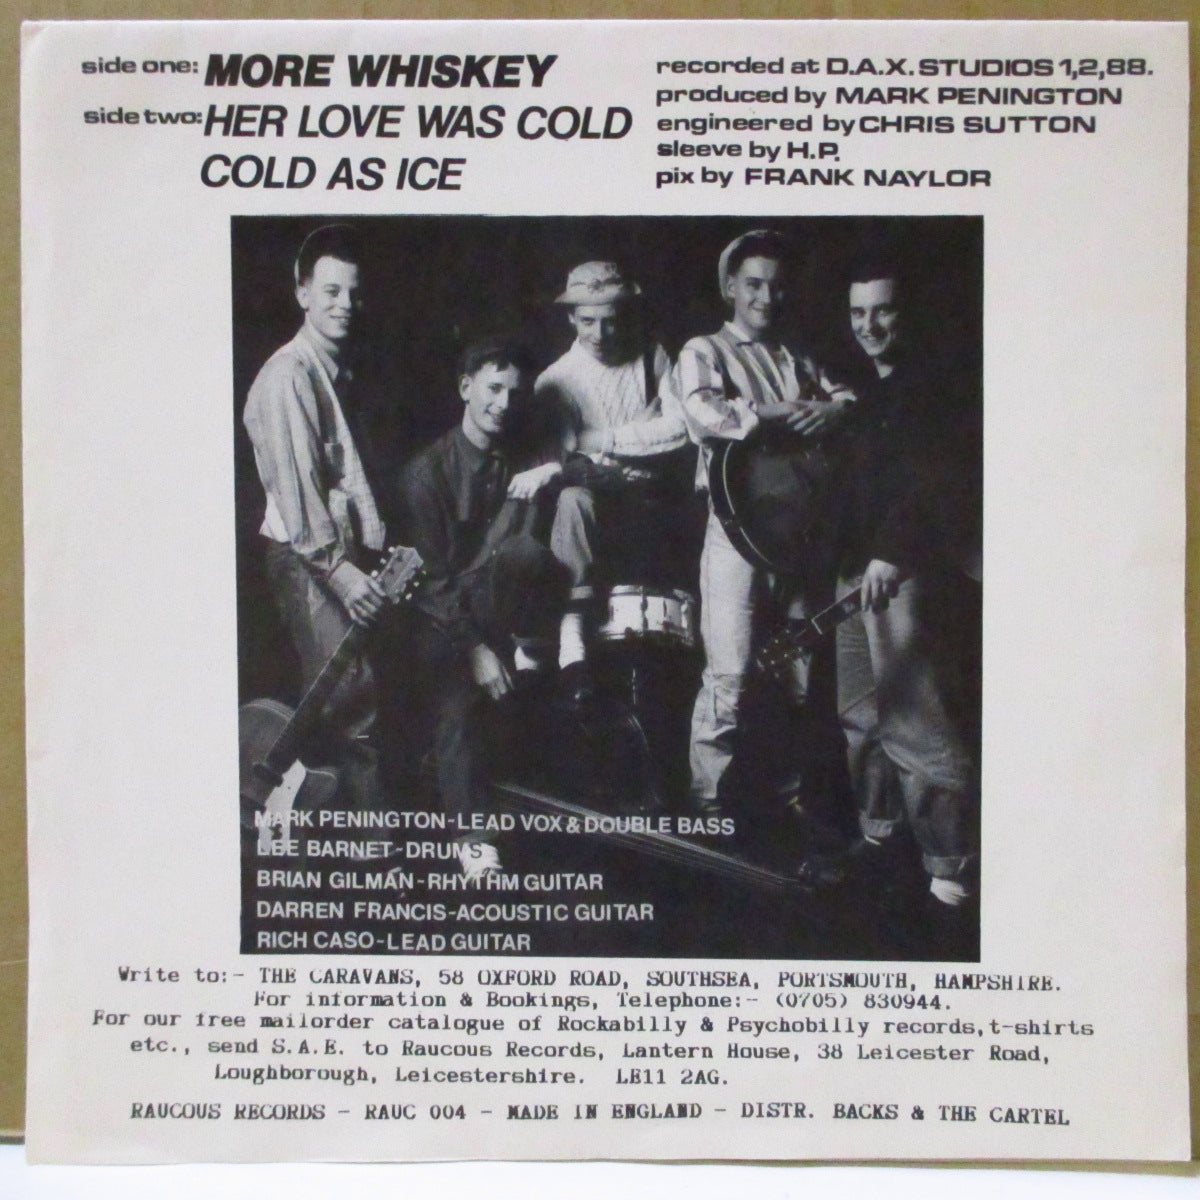 side one: MORE WHISKEY
side two: HER LOVE WAS COLD
COLD AS ICE
recorded at D.A.X. STUDIOS 1,2,88.
produced by MARK PENINGTON
engineered by CHRIS SUTTON
sleeve by H.P.
pix by FRANK NAYLOR
MARK PENINGTON-LEAD VOX & DOUBLE BASS
LEE BARNET-DRUMS
BRIAN GILMAN-RHYTHM GUITAR
DARREN FRANCIS-ACOUSTIC GUITAR
RICH CASO-LEAD GUITAR
Write to:- THE CARAVANS, 58 OXFORD ROAD, SOUTHSEA, PORTSMOUTH, HAMPSHIRE.
For information & Bookings, Telephone:- (0705) 830944.
For our free mailorder catalogue of Rockabilly & Psychobilly records,t-shirts
etc., send S.A.E. to Raucous Records, Lantern House, 38 Leicester Road,
Loughborough, Leicestershire. LE11 2AG.
RAUCOUS RECORDS - RAUC 004 - MADE IN ENGLAND - DISTR. BACKS & THE CARTEL